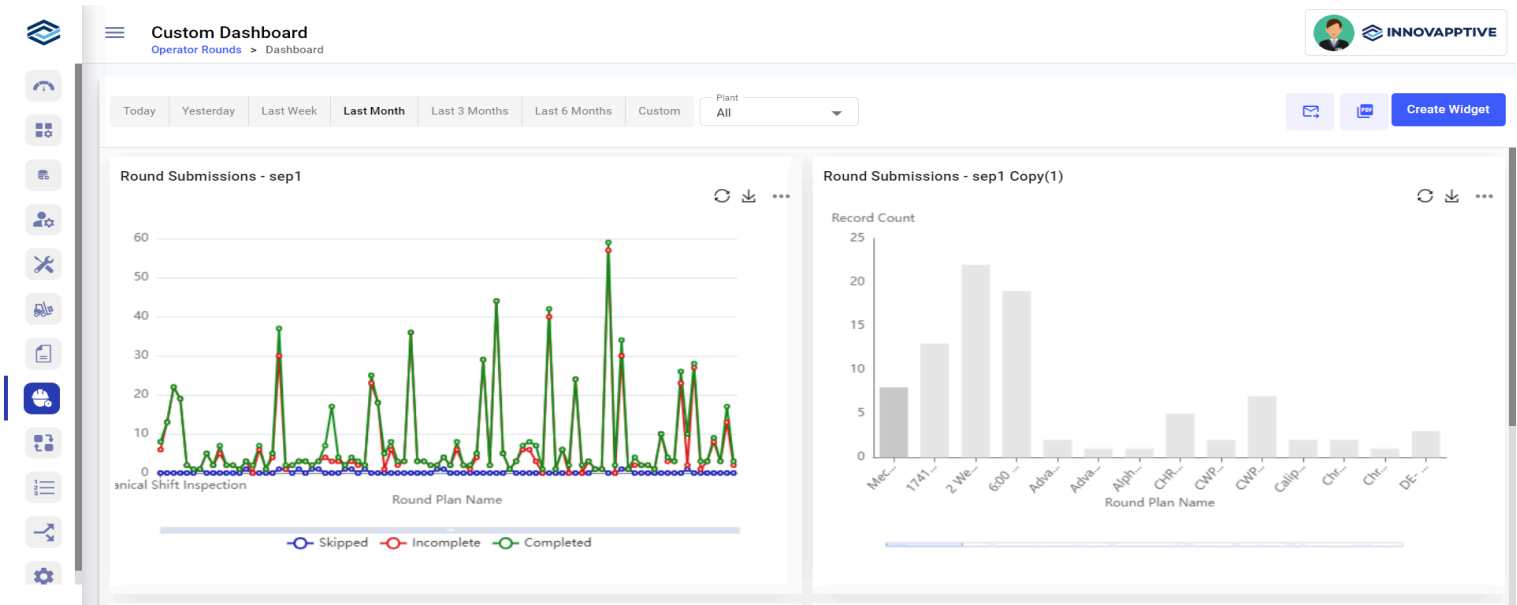 Custom Dashboard
Operator Rounds > Dashboard
INNOVAPPTIVE
Today Yesterday Last Week Last Month Last 3 Months Last 6 Months Custom
Plant
All
PDF
Create Widget
Round Submissions - sep1
60
50
40
30
20
10
0
anical Shift Inspection
Round Plan Name
Skipped Incomplete Completed
Round Submissions - sep1 Copy(1)
Record Count
25
20
15
10
5
0
Mec... 1741... 2 We... 6:00 ... Adva... Adva... Alph... CHR... CWP... CWP... Calip... Chr... Chr... DE- ...
Round Plan Name